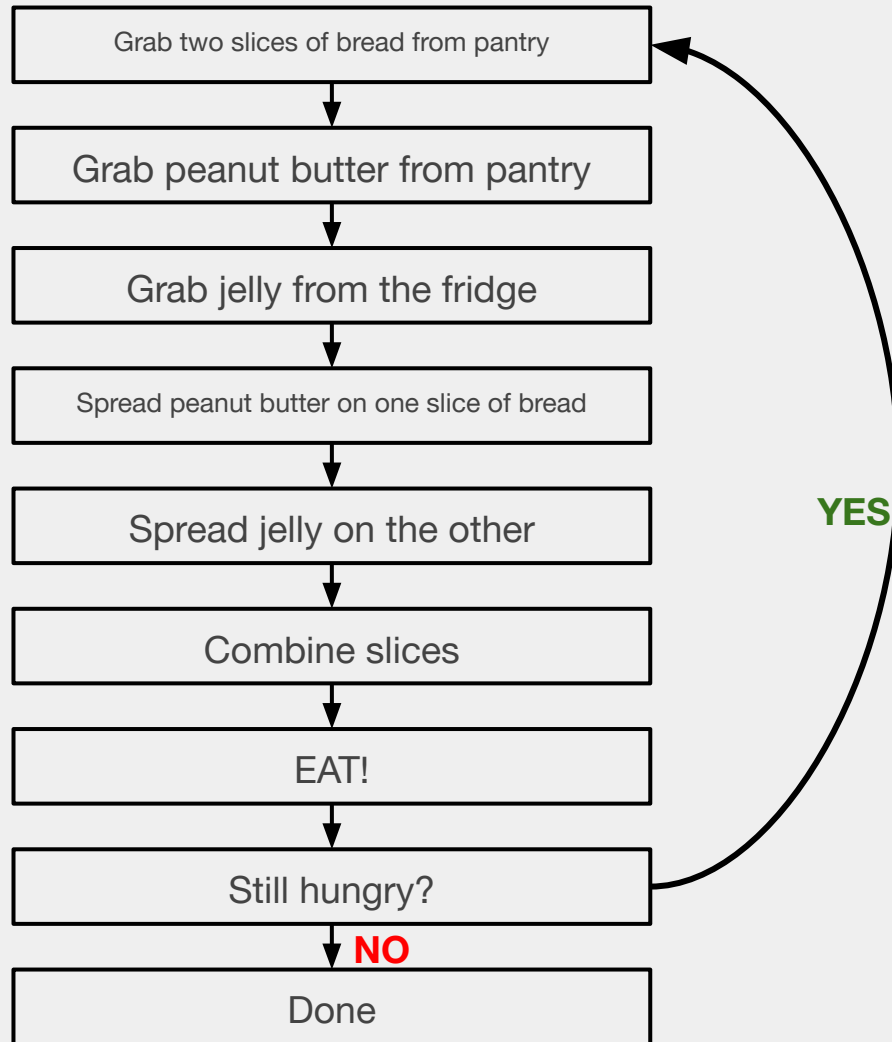 Grab two slices of bread from pantry
Grab peanut butter from pantry
Grab jelly from the fridge
Spread peanut butter on one slice of bread
Spread jelly on the other
YES
Combine slices
EAT!
Still hungry?
NO
Done